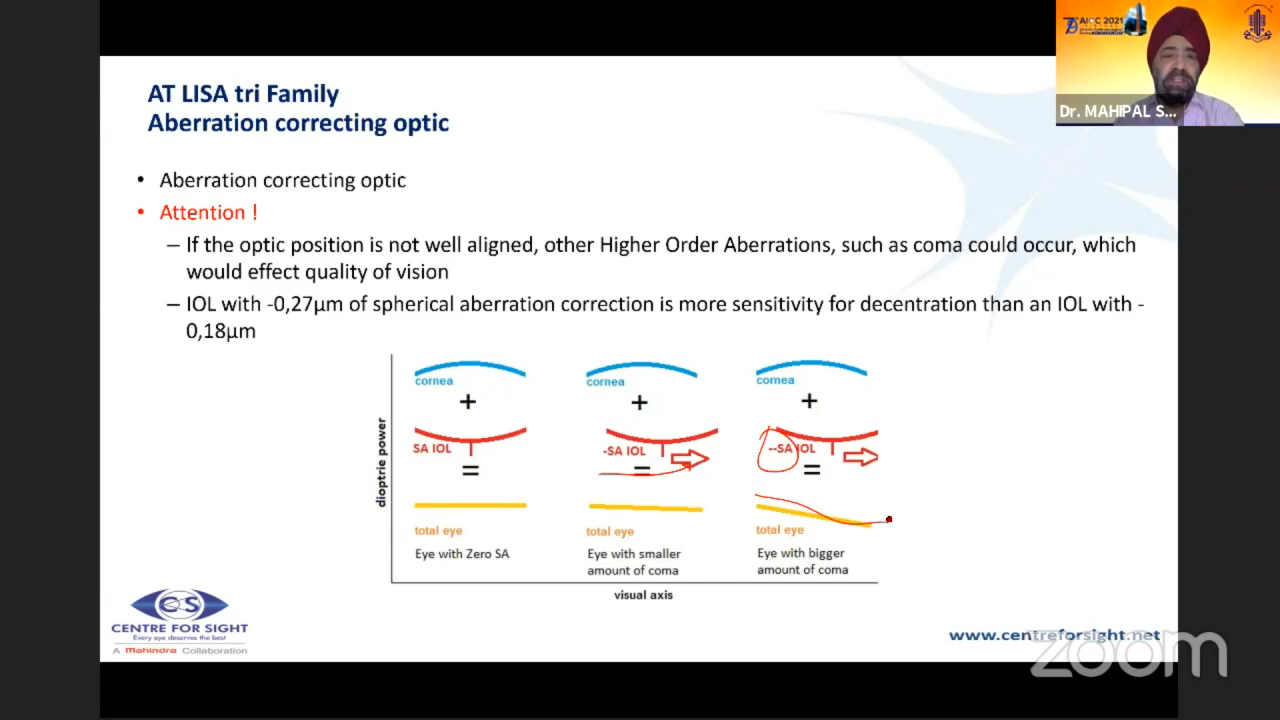 AICC 2021
Dr. MAHIPAL S...
AT LISA tri Family
Aberration correcting optic
• Aberration correcting optic
• Attention !
– If the optic position is not well aligned, other Higher Order Aberrations, such as coma could occur, which
would effect quality of vision
– IOL with -0,27µm of spherical aberration correction is more sensitivity for decentration than an IOL with -
0,18µm
dioptrie power
cornea
+
SA IOL
=
total eye
Eye with Zero SA
cornea
+
-SA IOL
=
total eye
Eye with smaller
amount of coma
cornea
+
--SA IOL
=
total eye
Eye with bigger
amount of coma
visual axis
CFS
CENTRE FOR SIGHT
Every eye deserves the best
A Mahindra Collaboration
www.centreforsight.net
zoom